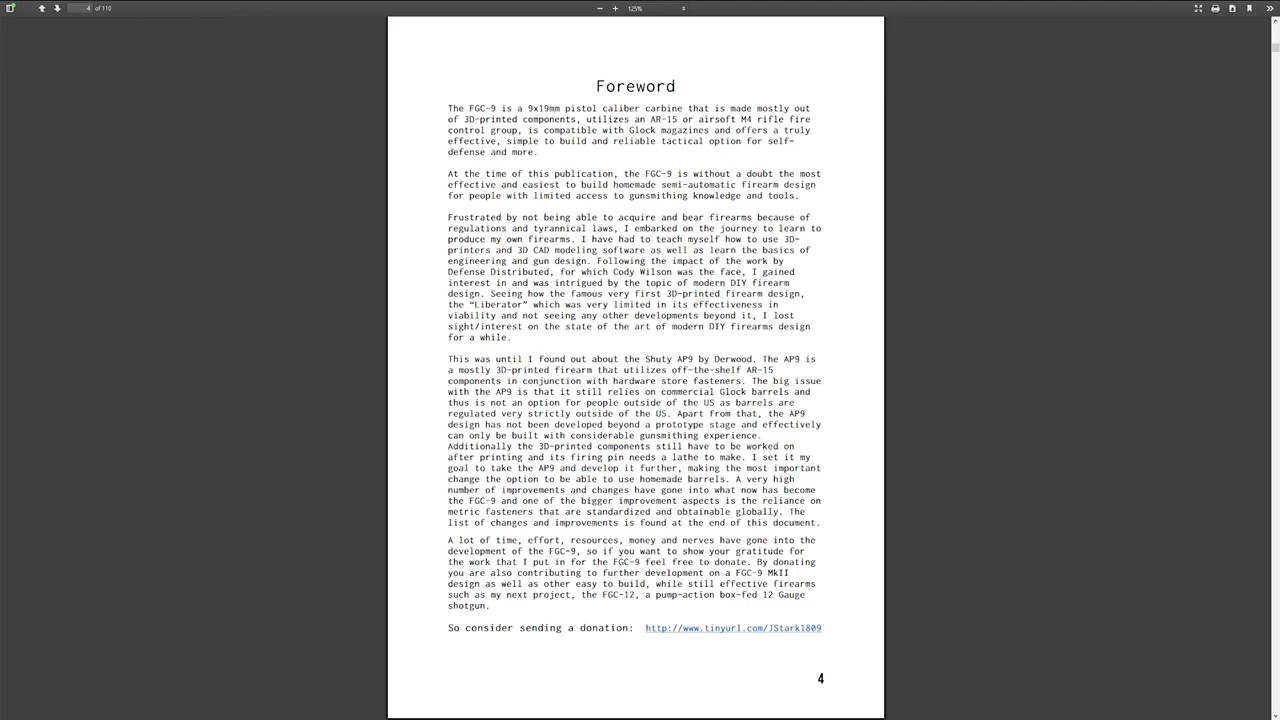 4 of 110
125%
Foreword
The FGC-9 is a 9x19mm pistol caliber carbine that is made mostly out
of 3D-printed components, utilizes an AR-15 or airsoft M4 rifle fire
control group, is compatible with Glock magazines and offers a truly
effective, simple to build and reliable tactical option for self-
defense and more.
At the time of this publication, the FGC-9 is without a doubt the most
effective and easiest to build homemade semi-automatic firearm design
for people with limited access to gunsmithing knowledge and tools.
Frustrated by not being able to acquire and bear firearms because of
regulations and tyrannical laws, I embarked on the journey to learn to
produce my own firearms. I have had to teach myself how to use 3D-
printers and 3D CAD modeling software as well as learn the basics of
engineering and gun design. Following the impact of the work by
Defense Distributed, for which Cody Wilson was the face, I gained
interest in and was intrigued by the topic of modern DIY firearm
design. Seeing how the famous very first 3D-printed firearm design,
the “Liberator” which was very limited in its effectiveness in
viability and not seeing any other developments beyond it, I lost
sight/interest on the state of the art of modern DIY firearms design
for a while.
This was until I found out about the Shuty AP9 by Derwood. The AP9 is
a mostly 3D-printed firearm that utilizes off-the-shelf AR-15
components in conjunction with hardware store fasteners. The big issue
with the AP9 is that it still relies on commercial Glock barrels and
thus is not an option for people outside of the US as barrels are
regulated very strictly outside of the US. Apart from that, the AP9
design has not been developed beyond a prototype stage and effectively
can only be built with considerable gunsmithing experience.
Additionally the 3D-printed components still have to be worked on
after printing and its firing pin needs a lathe to make. I set it my
goal to take the AP9 and develop it further, making the most important
change the option to be able to use homemade barrels. A very high
number of improvements and changes have gone into what now has become
the FGC-9 and one of the bigger improvement aspects is the reliance on
metric fasteners that are standardized and obtainable globally. The
list of changes and improvements is found at the end of this document.
A lot of time, effort, resources, money and nerves have gone into the
development of the FGC-9, so if you want to show your gratitude for
the work that I put in for the FGC-9 feel free to donate. By donating
you are also contributing to further development on a FGC-9 MkII
design as well as other easy to build, while still effective firearms
such as my next project, the FGC-12, a pump-action box-fed 12 Gauge
shotgun.
So consider sending a donation: http://www.tinyurl.com/JStark1809
4